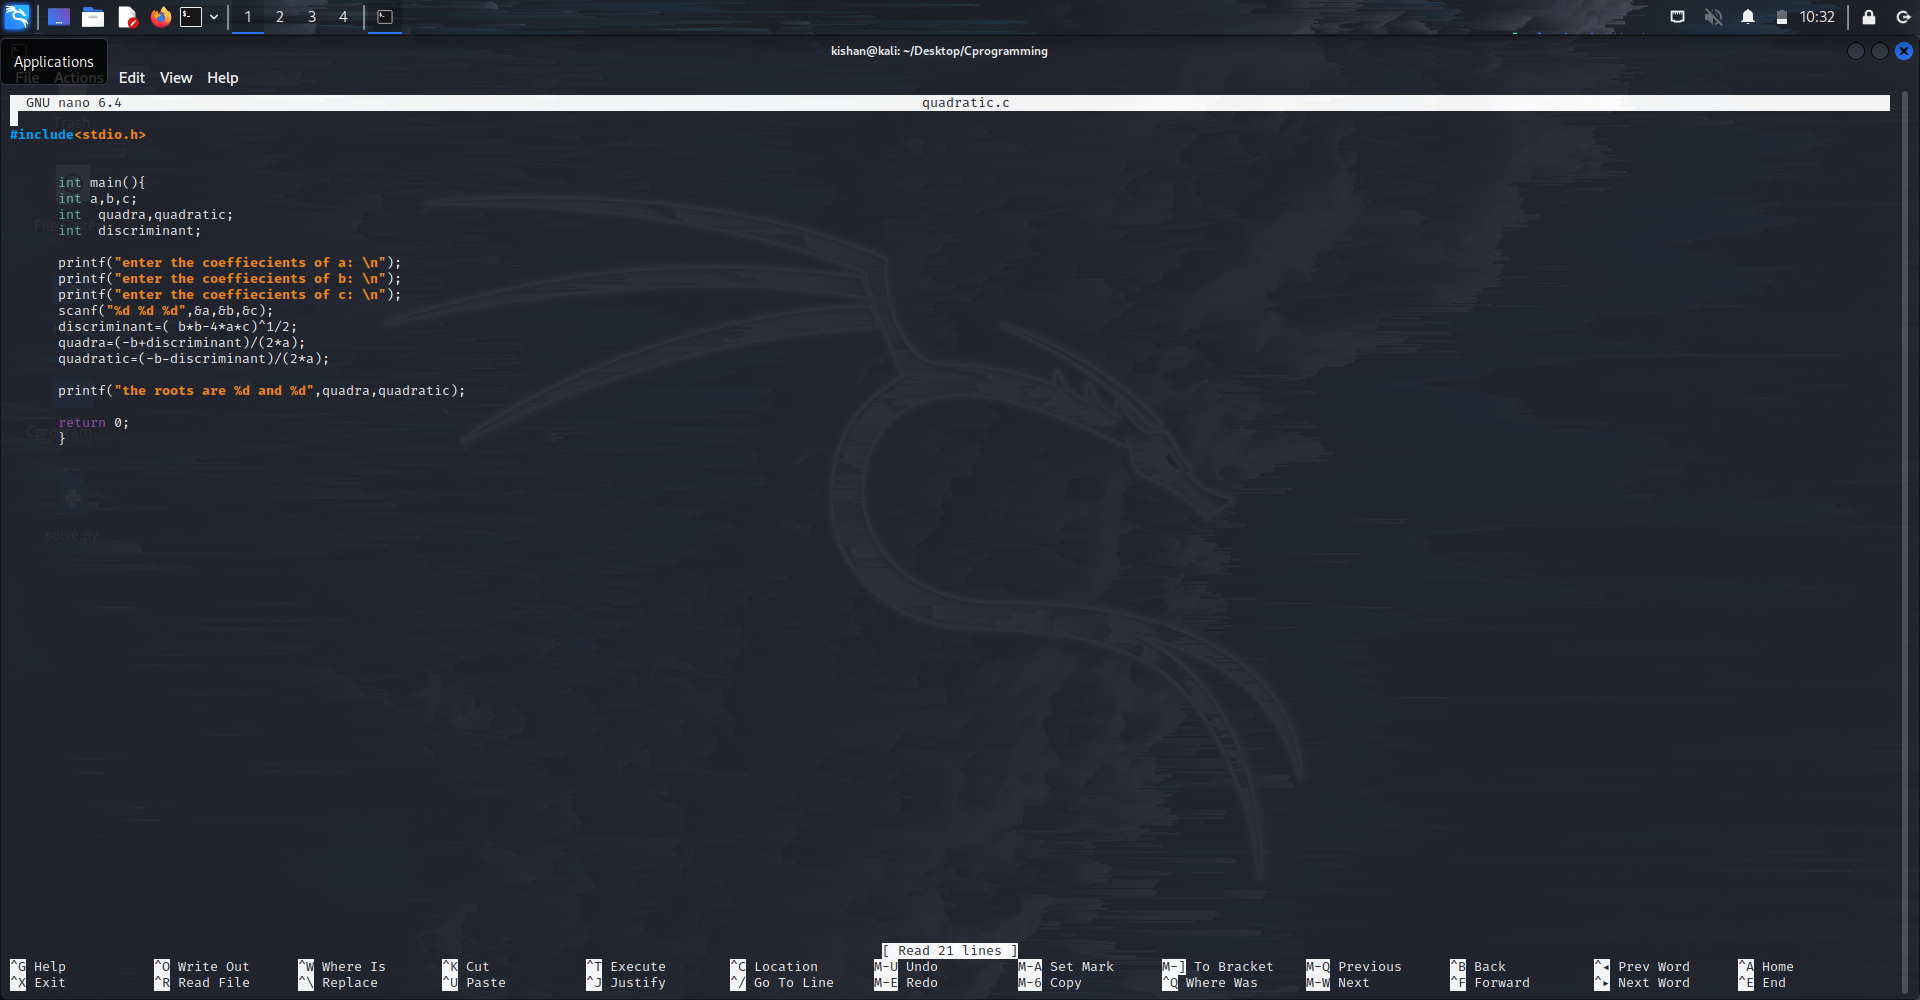 1 2 3 4 10:32
kishan@kali: ~/Desktop/Cprogramming
Applications
File Actions Edit View Help
GNU nano 6.4 quadratic.c
Trash
#include<stdio.h>
int main(){
int a,b,c;
int  quadra,quadratic;
int  discriminant;
printf("enter the coeffiecients of a: \n");
printf("enter the coeffiecients of b: \n");
printf("enter the coeffiecients of c: \n");
scanf("%d %d %d",&a,&b,&c);
discriminant=( b*b-4*a*c)^1/2;
quadra=(-b+discriminant)/(2*a);
quadratic=(-b-discriminant)/(2*a);
printf("the roots are %d and %d",quadra,quadratic);
return 0;
}
solve.py
[ Read 21 lines ]
^G Help ^O Write Out ^W Where Is ^K Cut ^T Execute ^C Location M-U Undo M-A Set Mark M-] To Bracket M-Q Previous ^B Back ^◂ Prev Word ^A Home
^X Exit ^R Read File ^\ Replace ^U Paste ^J Justify ^/ Go To Line M-E Redo M-6 Copy ^Q Where Was M-W Next ^F Forward ^▸ Next Word ^E End